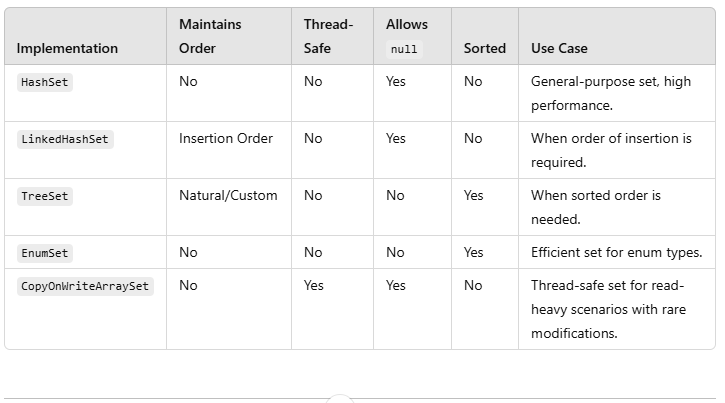 Implementation Maintains Order Thread-Safe Allows null Sorted Use Case
HashSet No No Yes No General-purpose set, high
performance.
LinkedHashSet Insertion Order No Yes No When order of insertion is
required.
TreeSet Natural/Custom No No Yes When sorted order is
needed.
EnumSet No No No Yes Efficient set for enum types.
CopyOnWriteArraySet No Yes Yes No Thread-safe set for read-
heavy scenarios with rare
modifications.